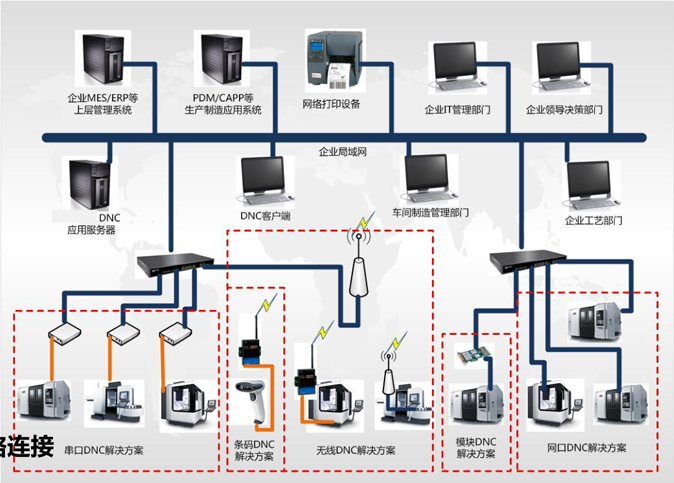 企业MES/ERP等
上层管理系统
PDM/CAPP等
生产制造应用系统
网络打印设备
企业IT管理部门
企业领导决策部门
企业局域网
DNC
应用服务器
DNC客户端
车间制造管理部门
企业工艺部门
串口DNC解决方案
条码DNC
解决方案
无线DNC解决方案
模块DNC
解决方案
网口DNC解决方案
连接